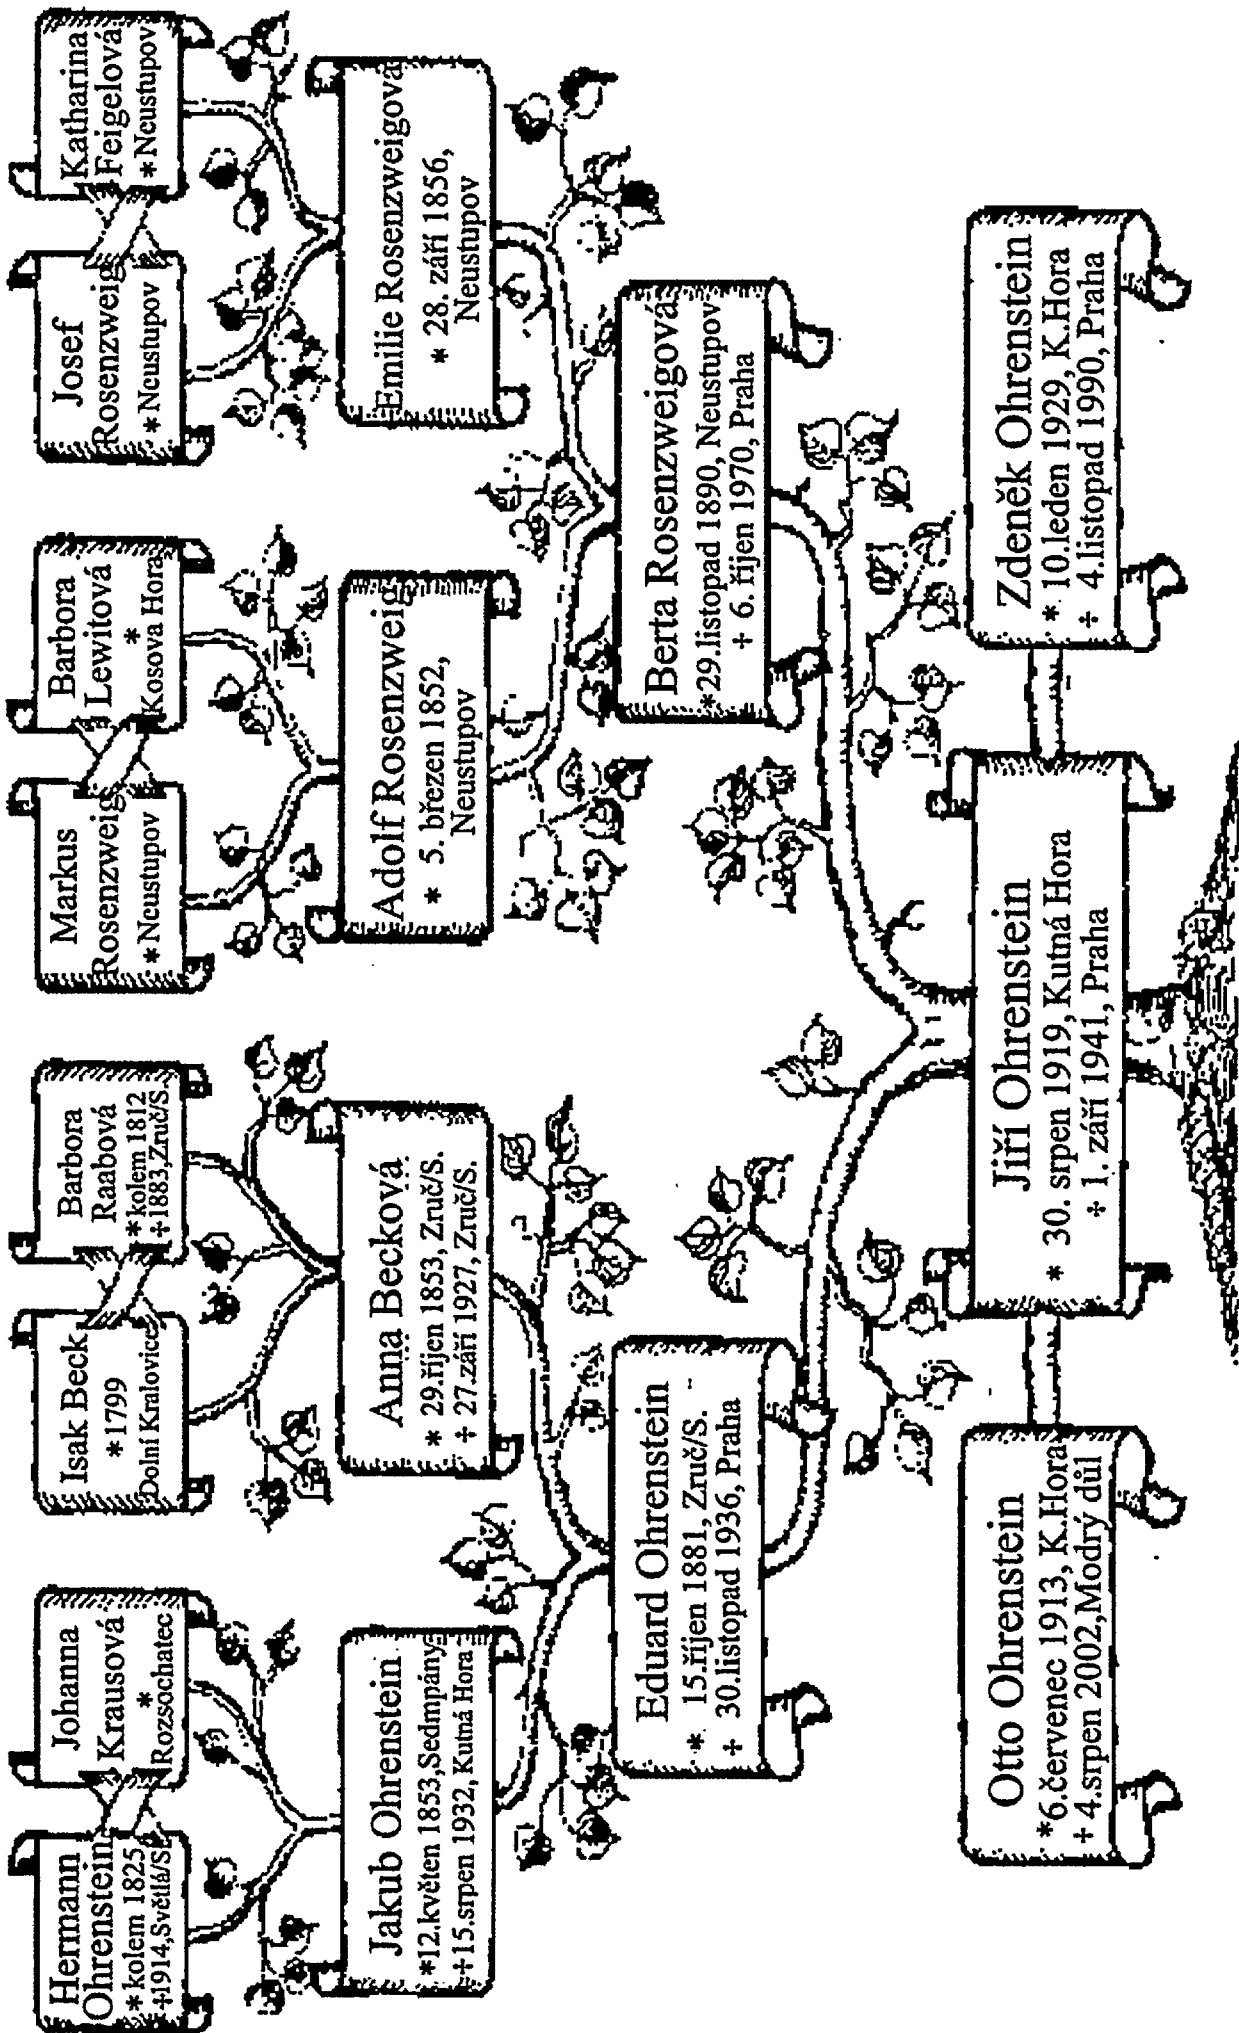 Hermann
Ohrenstein
*kolem 1825
+1914,Světlá/S.
Johanna
Krausová
*
Rozsochatec
Isak Beck
*1799
Dolní Kralovice
Barbora
Raabová
*kolem 1812
+1883,Zruč/S.
Markus
Rosenzweig
*Neustupov
Barbora
Lewitová
*
Kosova Hora
Josef
Rosenzweig
*Neustupov
Katharina
Feigelová
*Neustupov
Jakub Ohrenstein
*12.květen 1853,Sedmpány
+15.srpen 1932, Kutná Hora
Anna Becková
* 29.říjen 1853, Zruč/S.
+ 27.září 1927, Zruč/S.
Adolf Rosenzweig
* 5. březen 1852,
Neustupov
Emilie Rosenzweigová
* 28. září 1856,
Neustupov
Eduard Ohrenstein
* 15.říjen 1881, Zruč/S.
+ 30.listopad 1936, Praha
Berta Rosenzweigová
*29.listopad 1890, Neustupov
+ 6. říjen 1970, Praha
Otto Ohrenstein
*6.červenec 1913, K.Hora
+ 4.srpen 2002,Modrý důl
Jiří Ohrenstein
* 30. srpen 1919, Kutná Hora
+ 1. září 1941, Praha
Zdeněk Ohrenstein
* 10.leden 1929, K.Hora
+ 4.listopad 1990, Praha